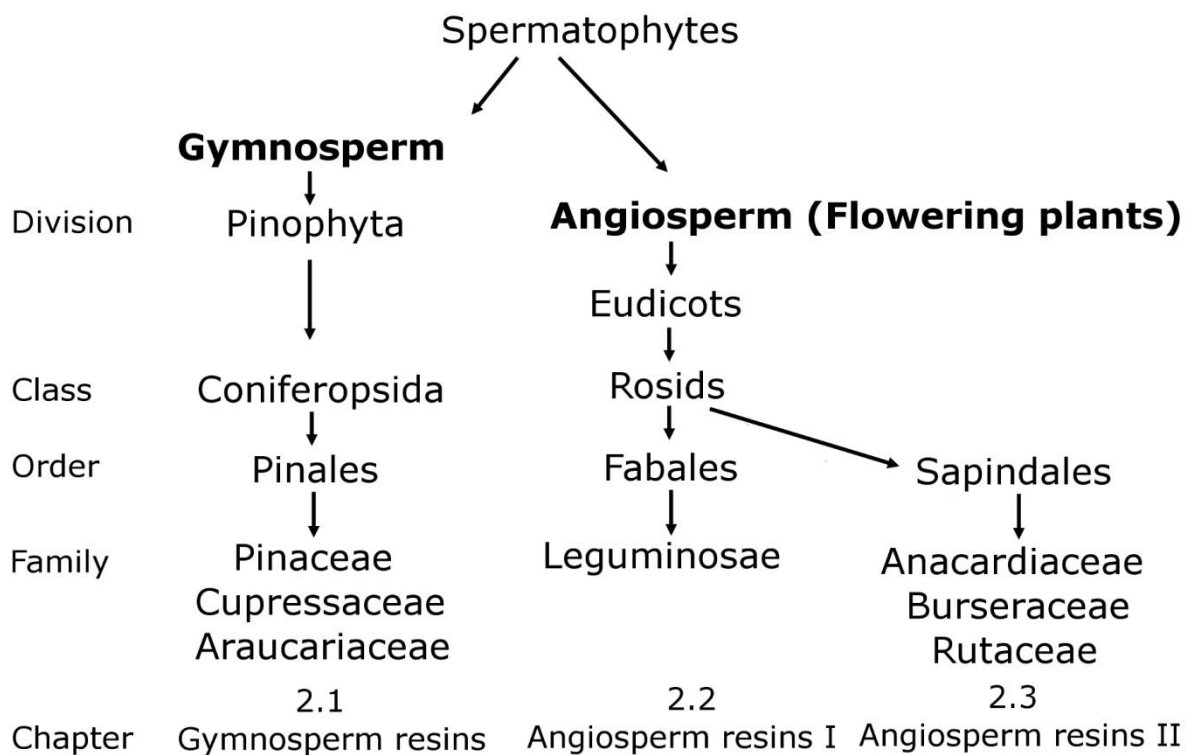 Spermatophytes
Gymnosperm
Division Pinophyta Angiosperm (Flowering plants)
Eudicots
Class Coniferopsida Rosids
Order Pinales Fabales Sapindales
Family Pinaceae Leguminosae Anacardiaceae
Cupressaceae Burseraceae
Araucariaceae Rutaceae
2.1 2.2 2.3
Chapter Gymnosperm resins Angiosperm resins I Angiosperm resins II